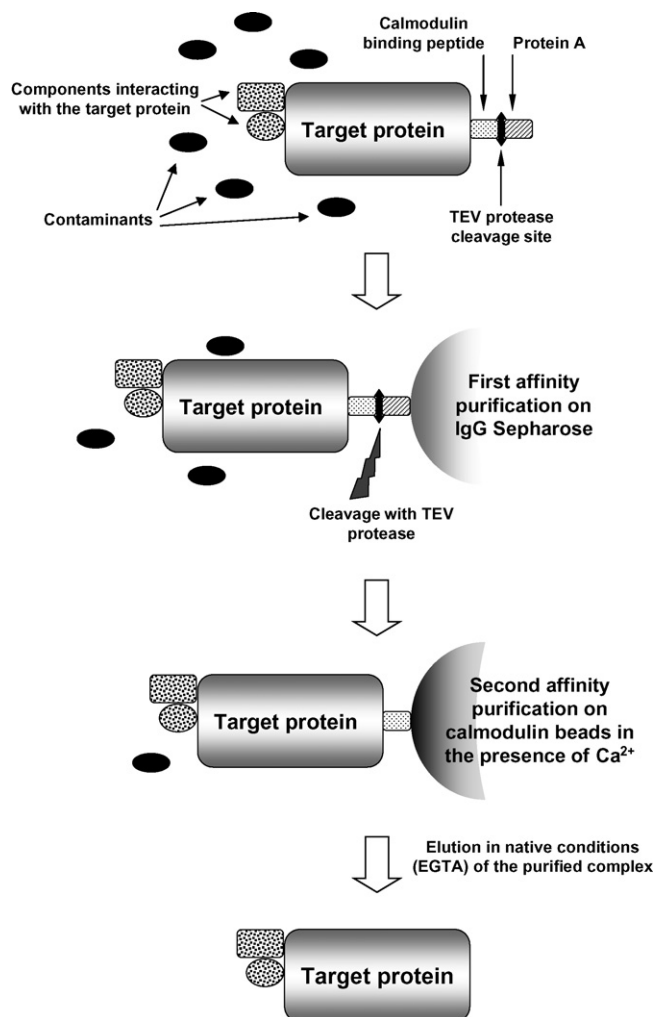 Calmodulin
binding peptide
Protein A
Components interacting
with the target protein
Target protein
Contaminants
TEV protease
cleavage site
Target protein
First affinity
purification on
IgG Sepharose
Cleavage with TEV
protease
Target protein
Second affinity
purification on
calmodulin beads in
the presence of Ca²⁺
Elution in native conditions
(EGTA) of the purified complex
Target protein